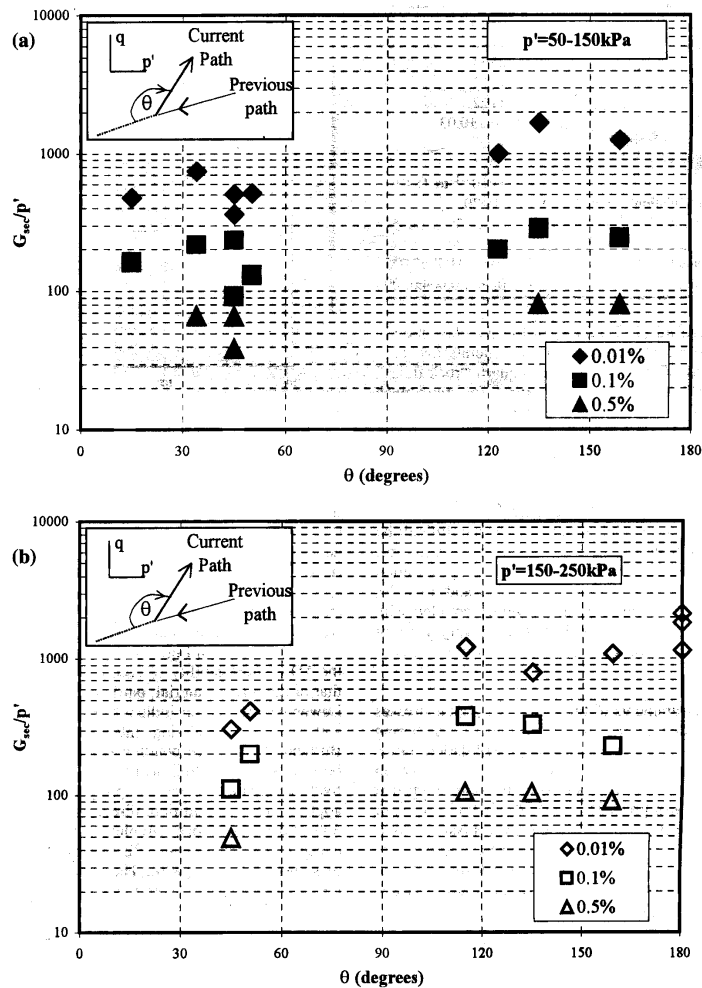 (a)
10000
1000
100
10
G_sec/p'
q
p'
Current
Path
θ
Previous
path
p'=50-150kPa
0.01%
0.1%
0.5%
0 30 60 90 120 150 180
θ (degrees)
(b)
10000
1000
100
10
G_sec/p'
q
p'
Current
Path
θ
Previous
path
p'=150-250kPa
0.01%
0.1%
0.5%
0 30 60 90 120 150 180
θ (degrees)